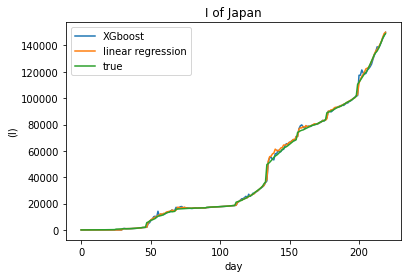 I of Japan
XGboost
linear regression
true
140000
120000
100000
80000
60000
40000
20000
0
(I)
0 50 100 150 200
day